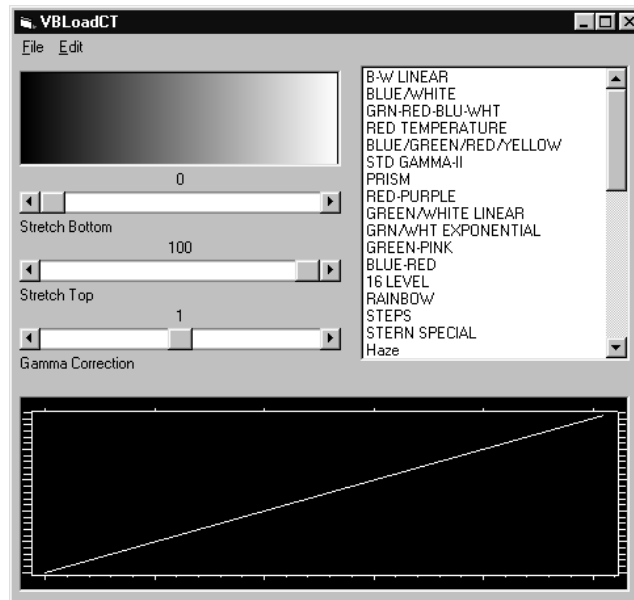 VBLoadCT
File Edit
0
Stretch Bottom
100
Stretch Top
1
Gamma Correction
B-W LINEAR
BLUE/WHITE
GRN-RED-BLU-WHT
RED TEMPERATURE
BLUE/GREEN/RED/YELLOW
STD GAMMA-II
PRISM
RED-PURPLE
GREEN/WHITE LINEAR
GRN/WHT EXPONENTIAL
GREEN-PINK
BLUE-RED
16 LEVEL
RAINBOW
STEPS
STERN SPECIAL
Haze